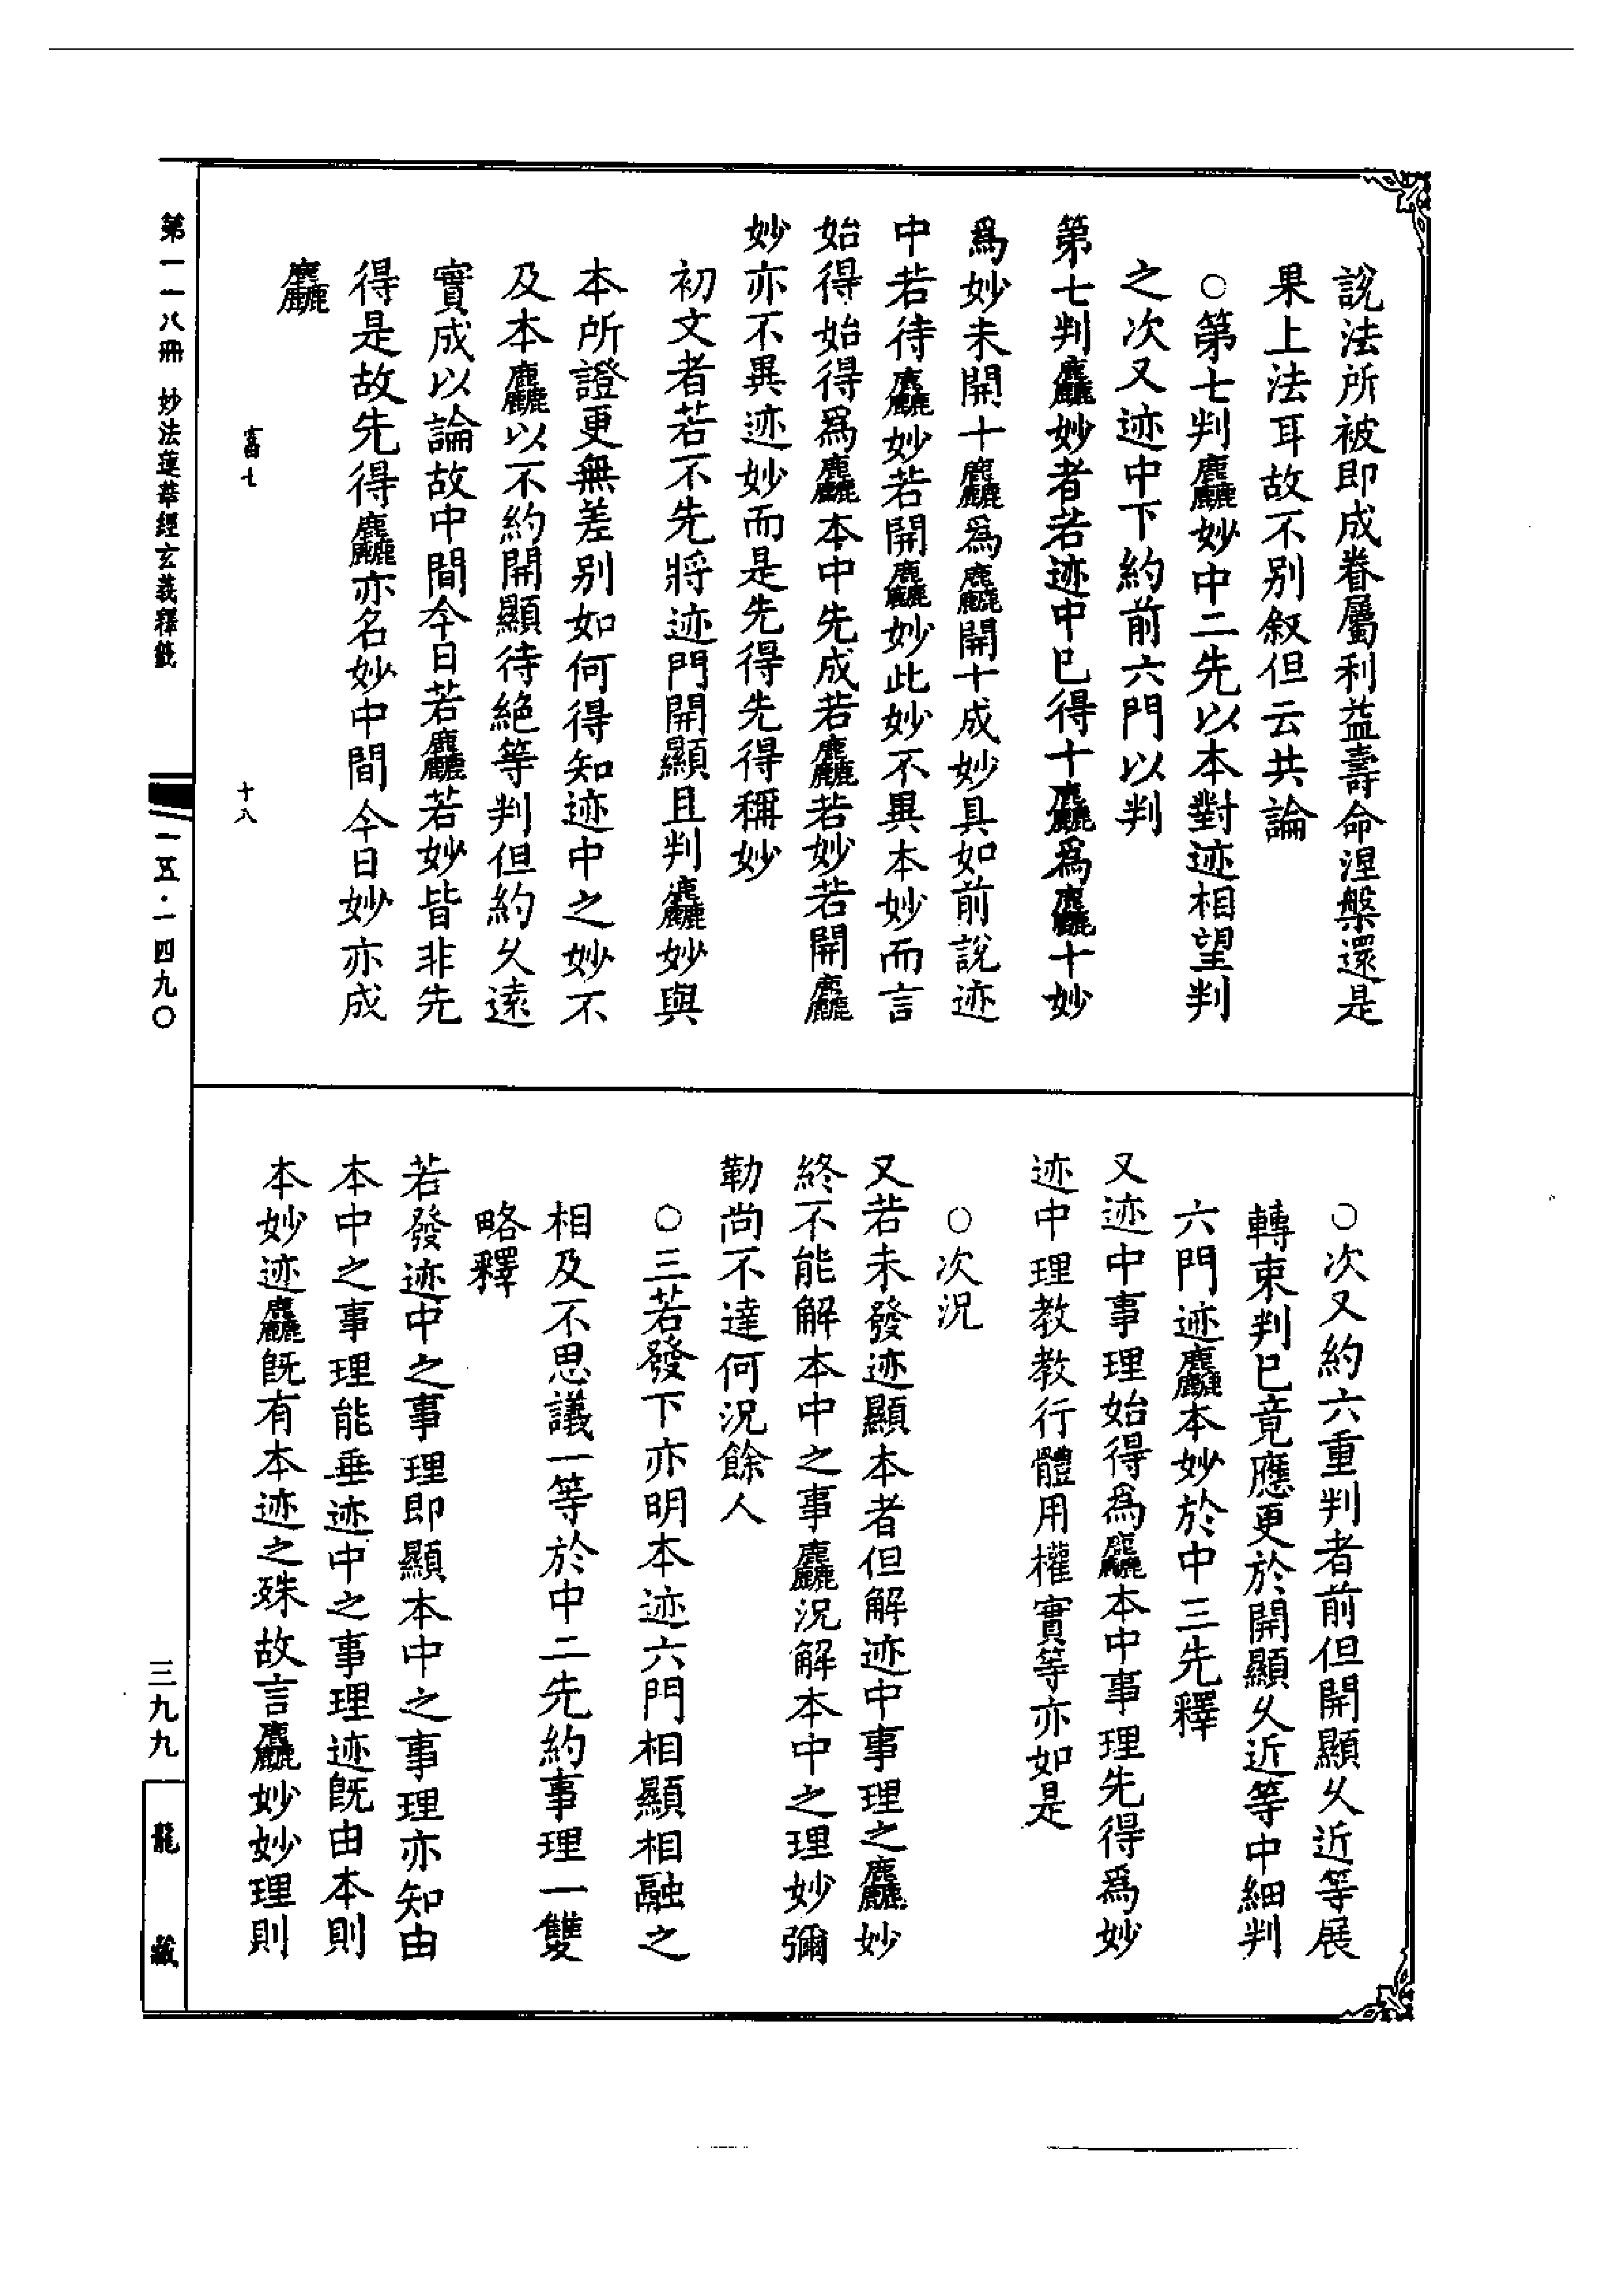 說法所被即成眷屬利益壽命涅槃還是
果上法耳故不別叙但云共論
○第七判麤妙中二先以本對迹相望判
之次又迹中下約前六門以判
第七判麤妙者若迹中巳得十麤爲麤十妙
爲妙未開十麤爲麤開十成妙具如前說迹
中若待麤妙若開麤妙此妙不異本妙而言
始得始得爲麤本中先成若麤若妙若開麤
妙亦不異迹妙而是先得先得稱妙
初文者若不先將迹門開顯且判麤妙與
本所證更無差別如何得知迹中之妙不
及本麤以不約開顯待絕等判但約久遠
實成以論故中間今日若麤若妙皆非先
得是故先得麤亦名妙中間今日妙亦成
麤
富七
十八
○次又約六重判者前但開顯久近等展
轉束判巳竟應更於開顯久近等中細判
六門迹麤本妙於中三先釋
又迹中事理始得爲麤本中事理先得爲妙
迹中理教教行體用權實等亦如是
○次況
又若未發迹顯本者但解迹中事理之麤妙
終不能解本中之事麤況解本中之理妙彌
勒尚不達何況餘人
○三若發下亦明本迹六門相顯相融之
相及不思議一等於中二先約事理一雙
略釋
若發迹中之事理即顯本中之事理亦知由
本中之事理能垂迹中之事理迹旣由本則
本妙迹麤旣有本迹之殊故言麤妙妙理則
第一一八冊 妙法蓮華經玄義釋籤
一五·一四九〇
三九九
龍藏